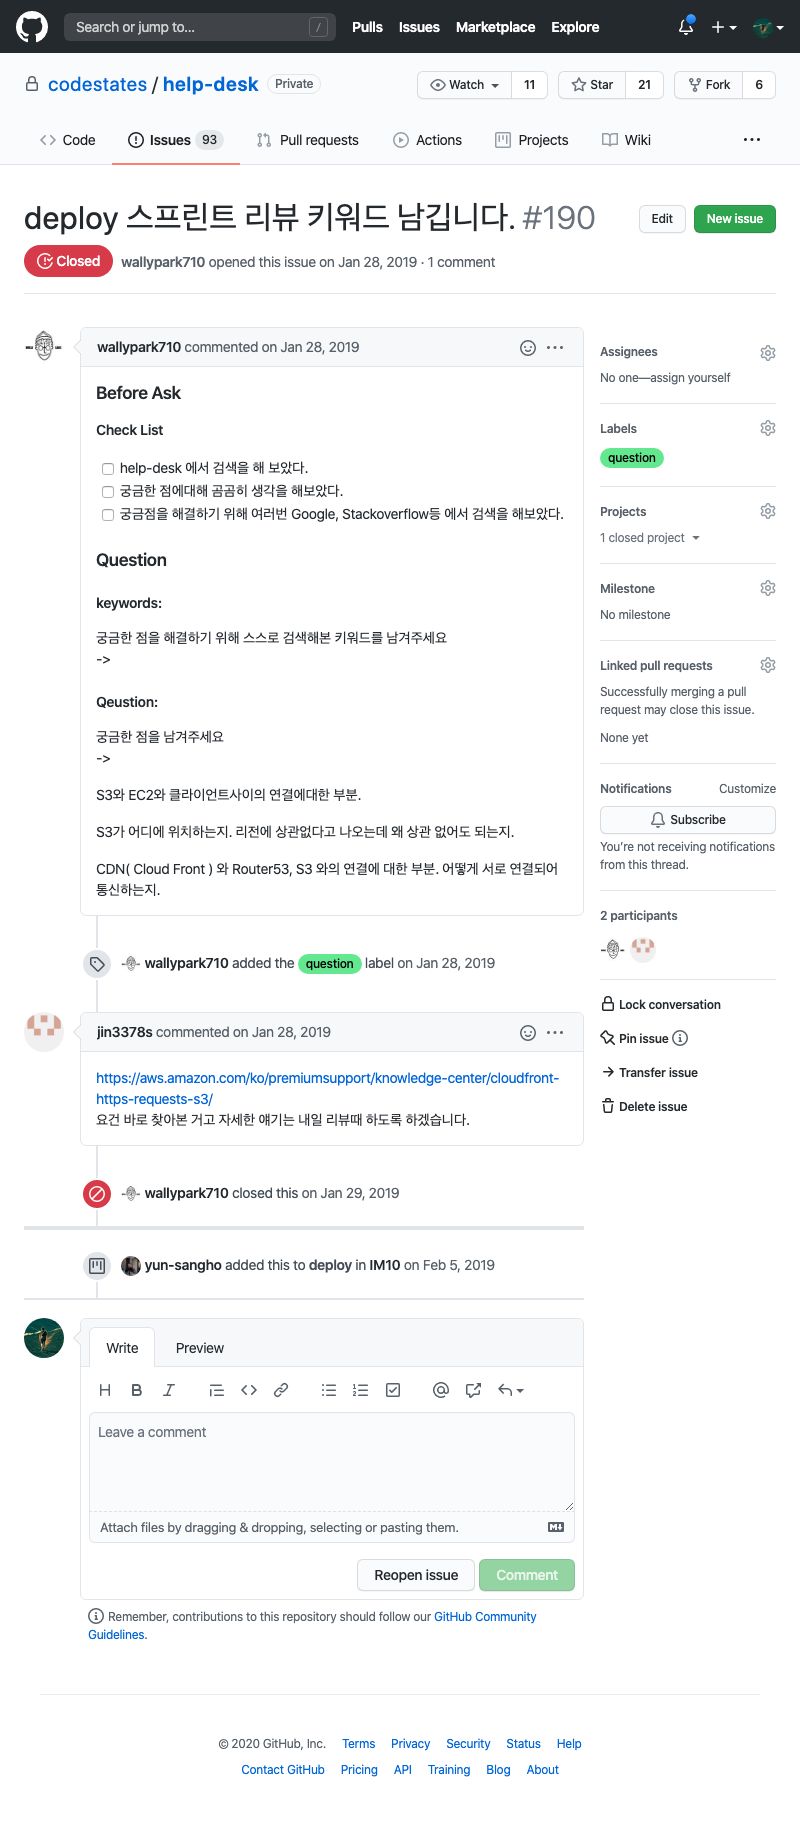 Search or jump to... /
Pulls Issues Marketplace Explore
codestates / help-desk Private
Watch 11 Star 21 Fork 6
Code Issues 93 Pull requests Actions Projects Wiki ...
deploy 스프린트 리뷰 키워드 남깁니다. #190
Edit New issue
Closed wallypark710 opened this issue on Jan 28, 2019 · 1 comment
wallypark710 commented on Jan 28, 2019
Before Ask
Check List
help-desk 에서 검색을 해 보았다.
궁금한 점에대해 곰곰히 생각을 해보았다.
궁금점을 해결하기 위해 여러번 Google, Stackoverflow등 에서 검색을 해보았다.
Question
keywords:
궁금한 점을 해결하기 위해 스스로 검색해본 키워드를 남겨주세요
->
Qeustion:
궁금한 점을 남겨주세요
->
S3와 EC2와 클라이언트사이의 연결에대한 부분.
S3가 어디에 위치하는지. 리전에 상관없다고 나오는데 왜 상관 없어도 되는지.
CDN( Cloud Front ) 와 Router53, S3 와의 연결에 대한 부분. 어떻게 서로 연결되어
통신하는지.
wallypark710 added the question label on Jan 28, 2019
jin3378s commented on Jan 28, 2019
https://aws.amazon.com/ko/premiumsupport/knowledge-center/cloudfront-
https-requests-s3/
요건 바로 찾아본 거고 자세한 얘기는 내일 리뷰때 하도록 하겠습니다.
wallypark710 closed this on Jan 29, 2019
yun-sangho added this to deploy in IM10 on Feb 5, 2019
Write Preview
H B I
Leave a comment
Attach files by dragging & dropping, selecting or pasting them.
Reopen issue Comment
Remember, contributions to this repository should follow our GitHub Community
Guidelines.
Assignees
No one—assign yourself
Labels
question
Projects
1 closed project
Milestone
No milestone
Linked pull requests
Successfully merging a pull
request may close this issue.
None yet
Notifications Customize
Subscribe
You're not receiving notifications
from this thread.
2 participants
Lock conversation
Pin issue
Transfer issue
Delete issue
© 2020 GitHub, Inc. Terms Privacy Security Status Help
Contact GitHub Pricing API Training Blog About